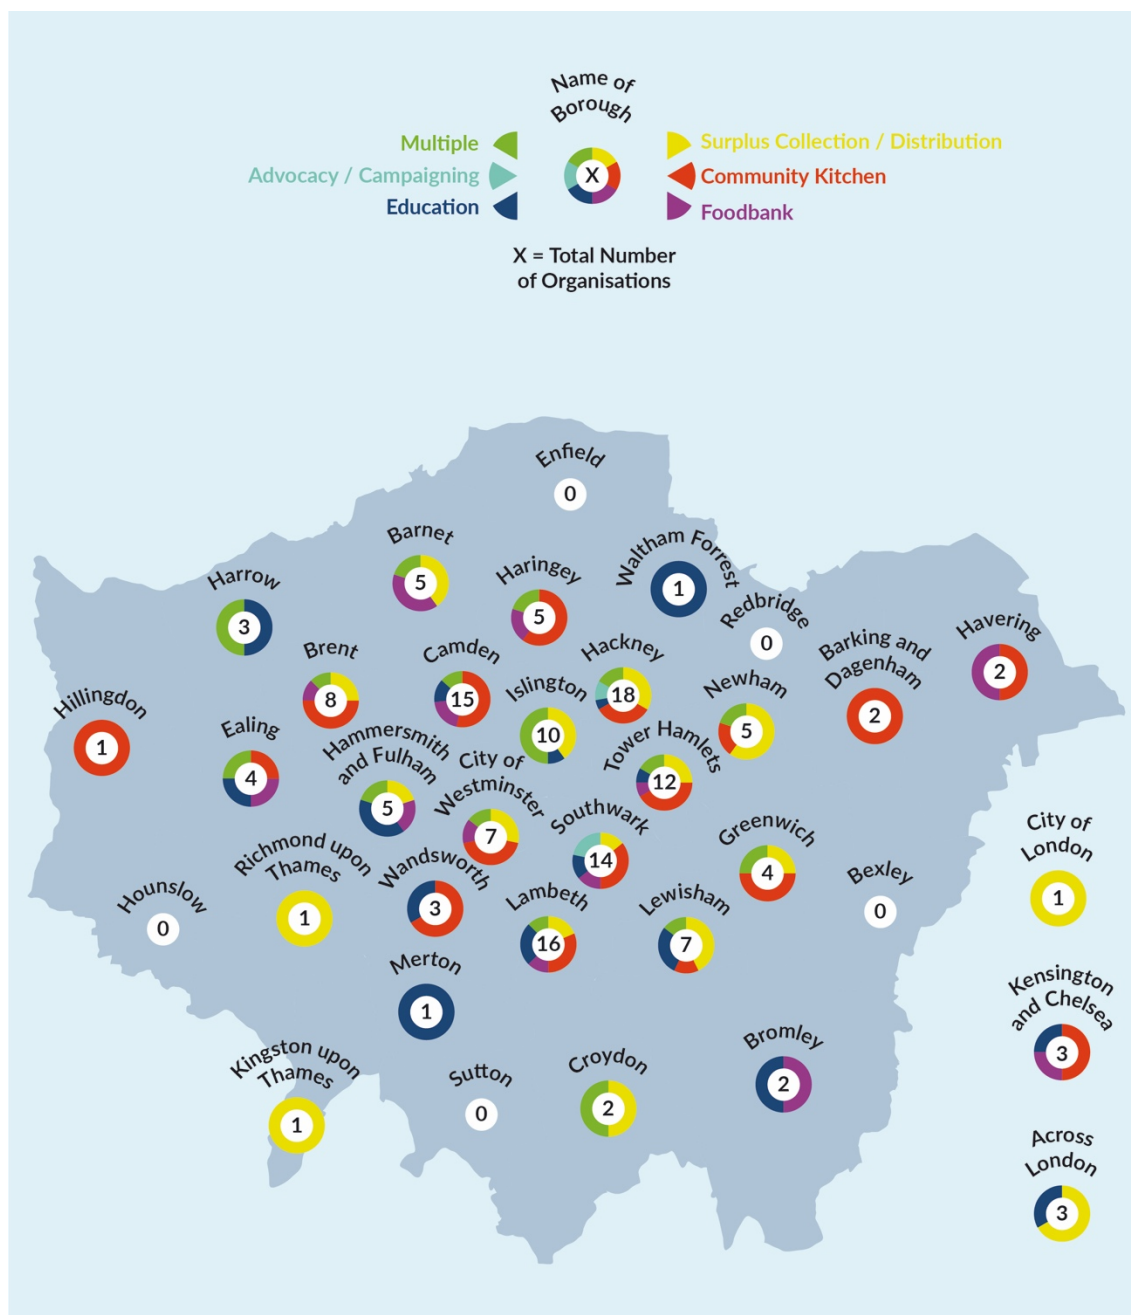 Name of
Borough
Multiple
Advocacy / Campaigning
Education
X
Surplus Collection / Distribution
Community Kitchen
Foodbank
X = Total Number
of Organisations
Enfield
0
Barnet
5
Haringey
5
Waltham Forrest
1
Redbridge
0
Harrow
3
Brent
8
Camden
15
Hackney
18
Islington
10
Newham
5
Barking and
Dagenham
2
Havering
2
Hillingdon
1
Ealing
4
Hammersmith
and Fulham
5
City of
Westminster
7
Tower Hamlets
12
Southwark
14
Greenwich
4
Bexley
0
City of
London
1
Hounslow
0
Richmond upon
Thames
1
Wandsworth
3
Lambeth
16
Lewisham
7
Merton
1
Kensington
and Chelsea
3
Kingston upon
Thames
1
Sutton
0
Croydon
2
Bromley
2
Across
London
3